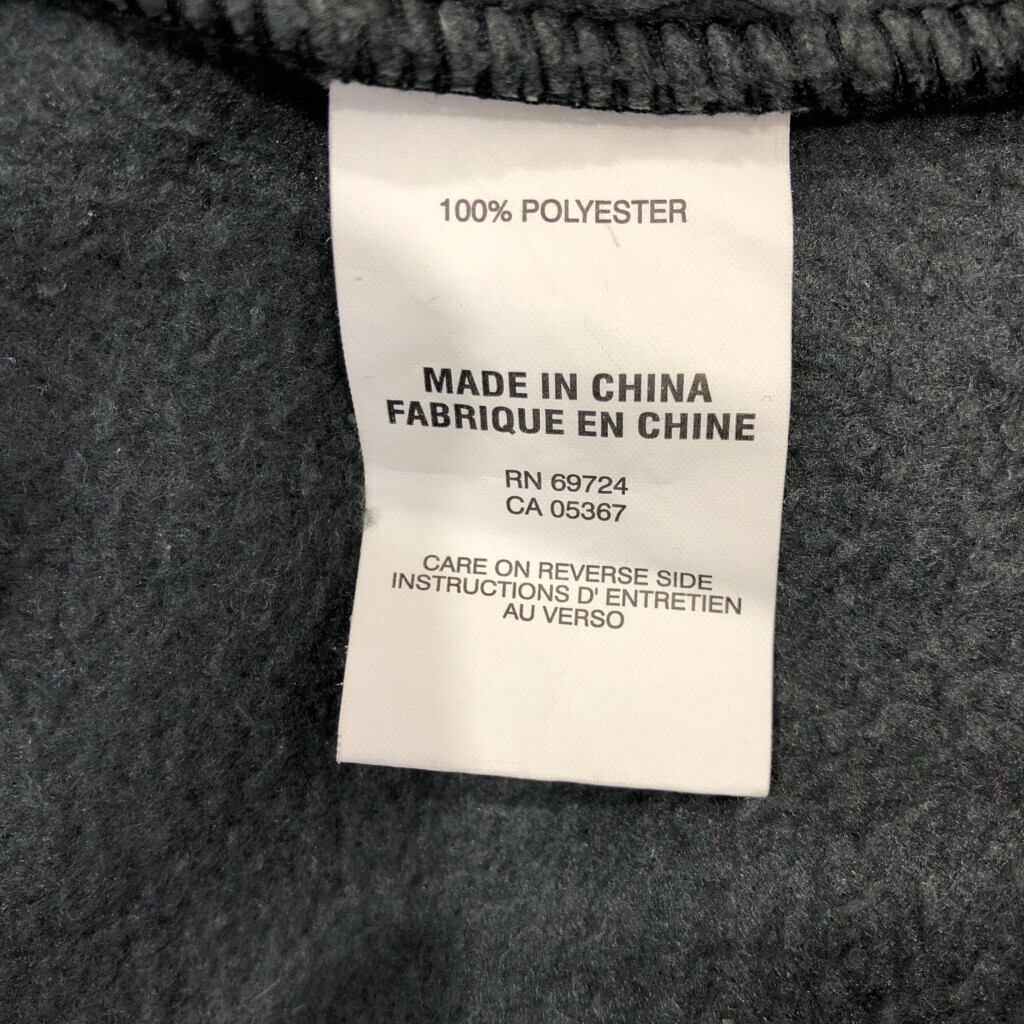 100% POLYESTER
MADE IN CHINA
FABRIQUE EN CHINE
RN 69724
CA 05367
CARE ON REVERSE SIDE
INSTRUCTIONS D' ENTRETIEN
AU VERSO